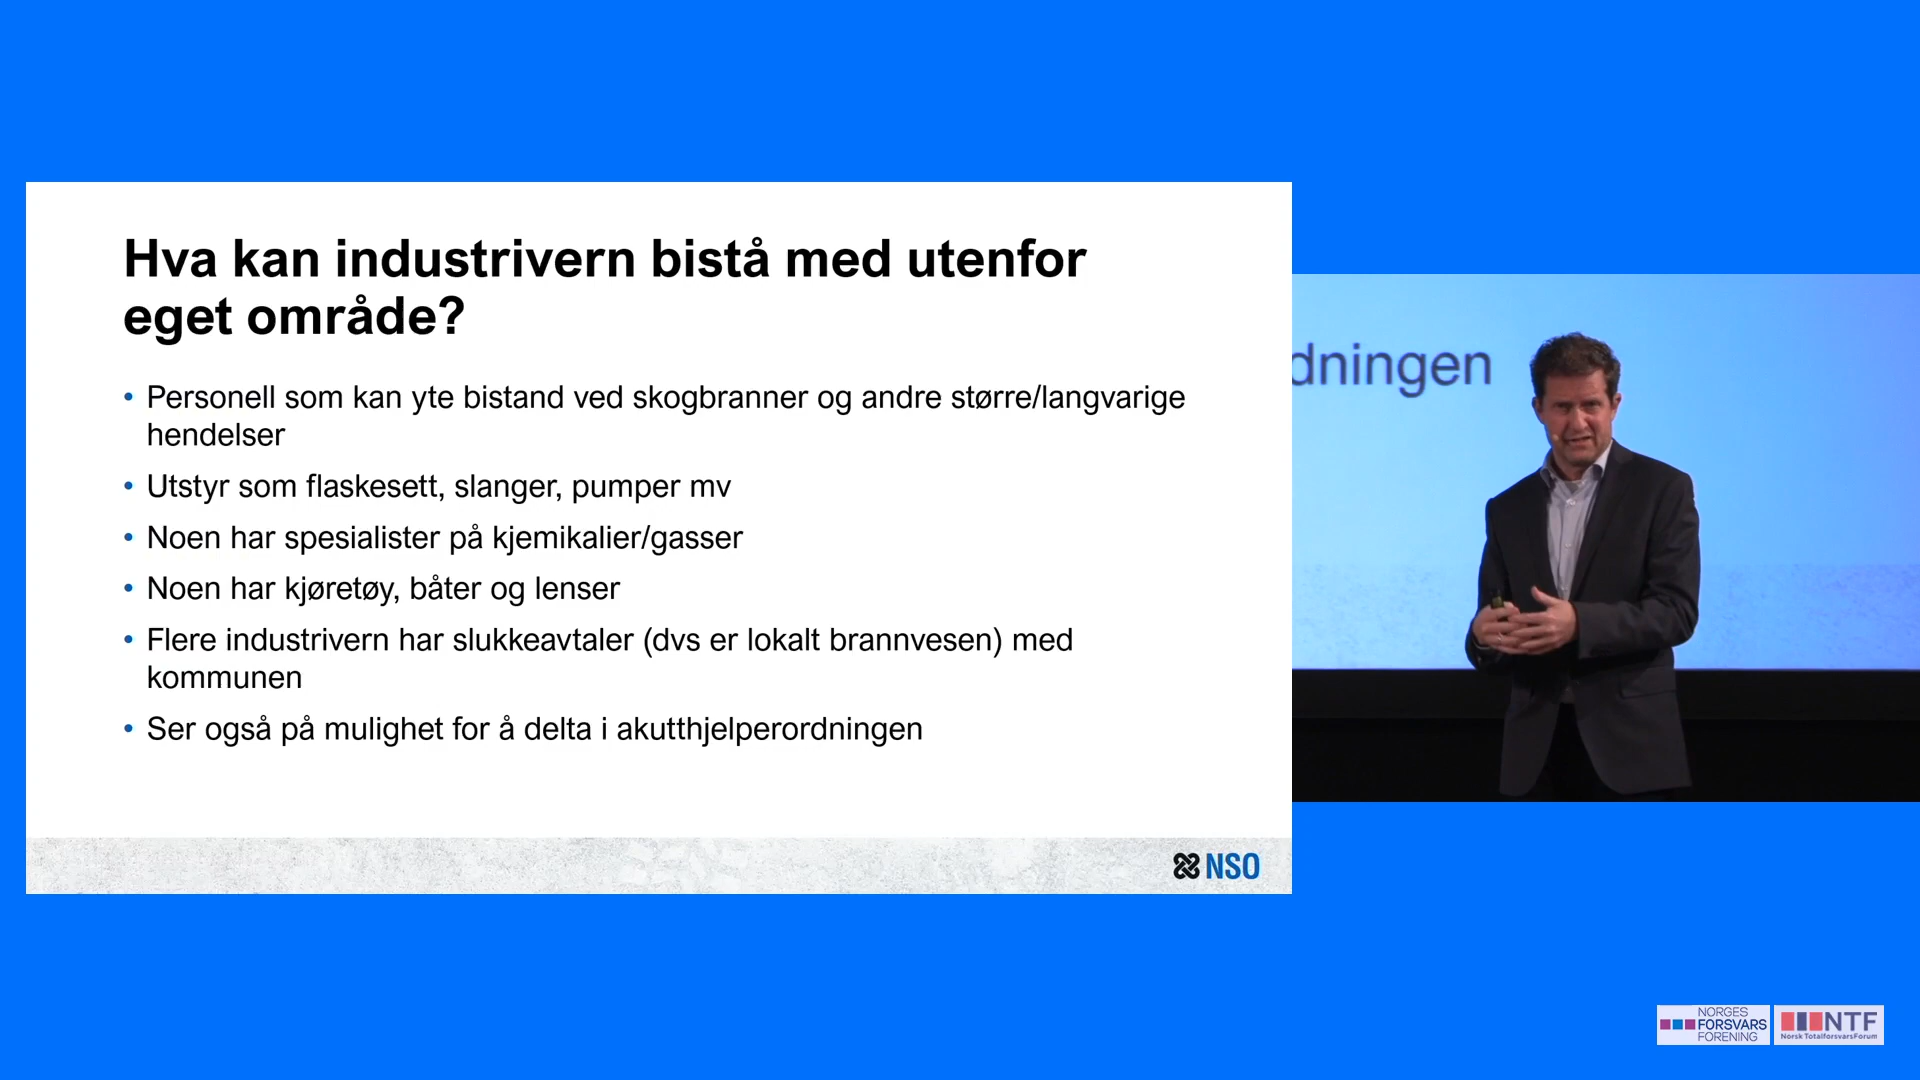 Hva kan industrivern bistå med utenfor
eget område?
• Personell som kan yte bistand ved skogbranner og andre større/langvarige
hendelser
• Utstyr som flaskesett, slanger, pumper mv
• Noen har spesialister på kjemikalier/gasser
• Noen har kjøretøy, båter og lenser
• Flere industrivern har slukkeavtaler (dvs er lokalt brannvesen) med
kommunen
• Ser også på mulighet for å delta i akutthjelperordningen
NSO
dningen
NORGES
FORSVARS
FORENING
NTF
Norsk TotalforsvarsForum